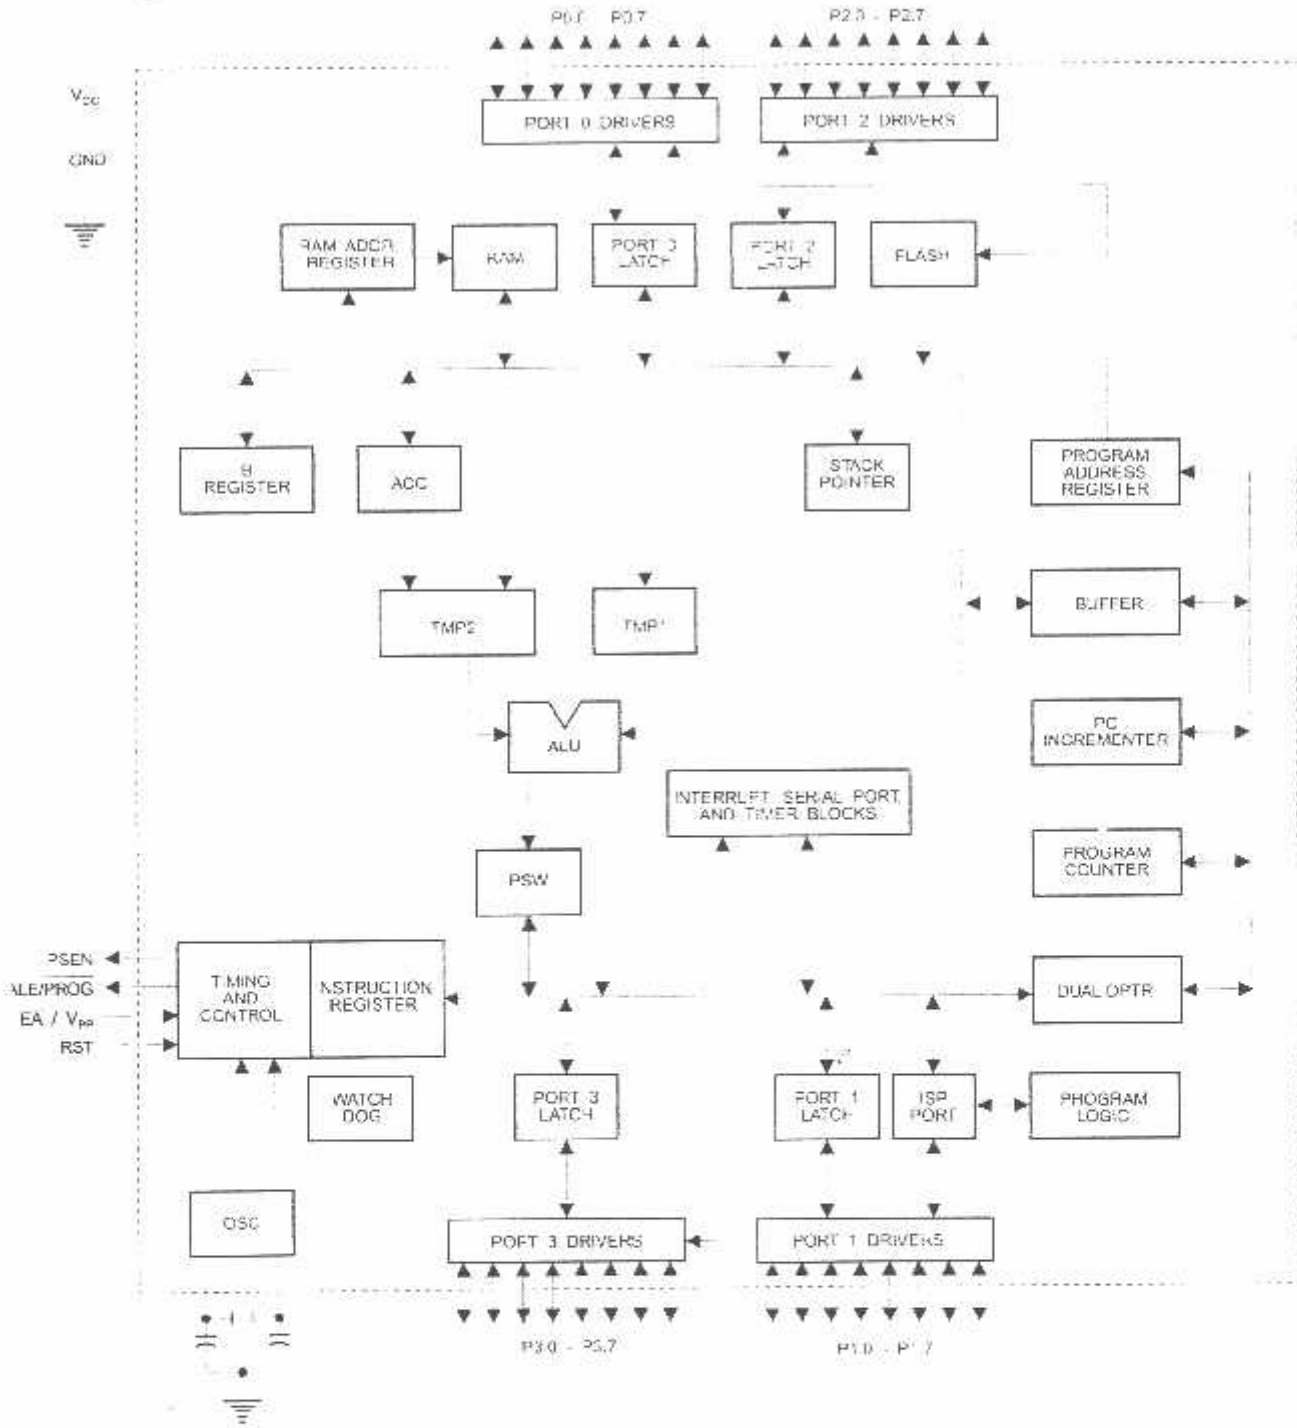 P0.0 P0.7
P2.0 - P2.7
VCC
PORT 0 DRIVERS
PORT 2 DRIVERS
GND
RAM ADDR.
REGISTER
RAM
PORT 0
LATCH
PORT 2
LATCH
FLASH
B
REGISTER
ACC
STACK
POINTER
PROGRAM
ADDRESS
REGISTER
TMP2
TMP1
BUFFER
ALU
PC
INCREMENTER
INTERRUPT, SERIAL PORT,
AND TIMER BLOCKS
PSW
PROGRAM
COUNTER
PSEN
ALE/PROG
EA / VPP
RST
TIMING
AND
CONTROL
INSTRUCTION
REGISTER
DUAL DPTR
WATCH
DOG
PORT 3
LATCH
PORT 1
LATCH
ISP
PORT
PROGRAM
LOGIC
OSC
PORT 3 DRIVERS
PORT 1 DRIVERS
P3.0 - P3.7
P1.0 - P1.7